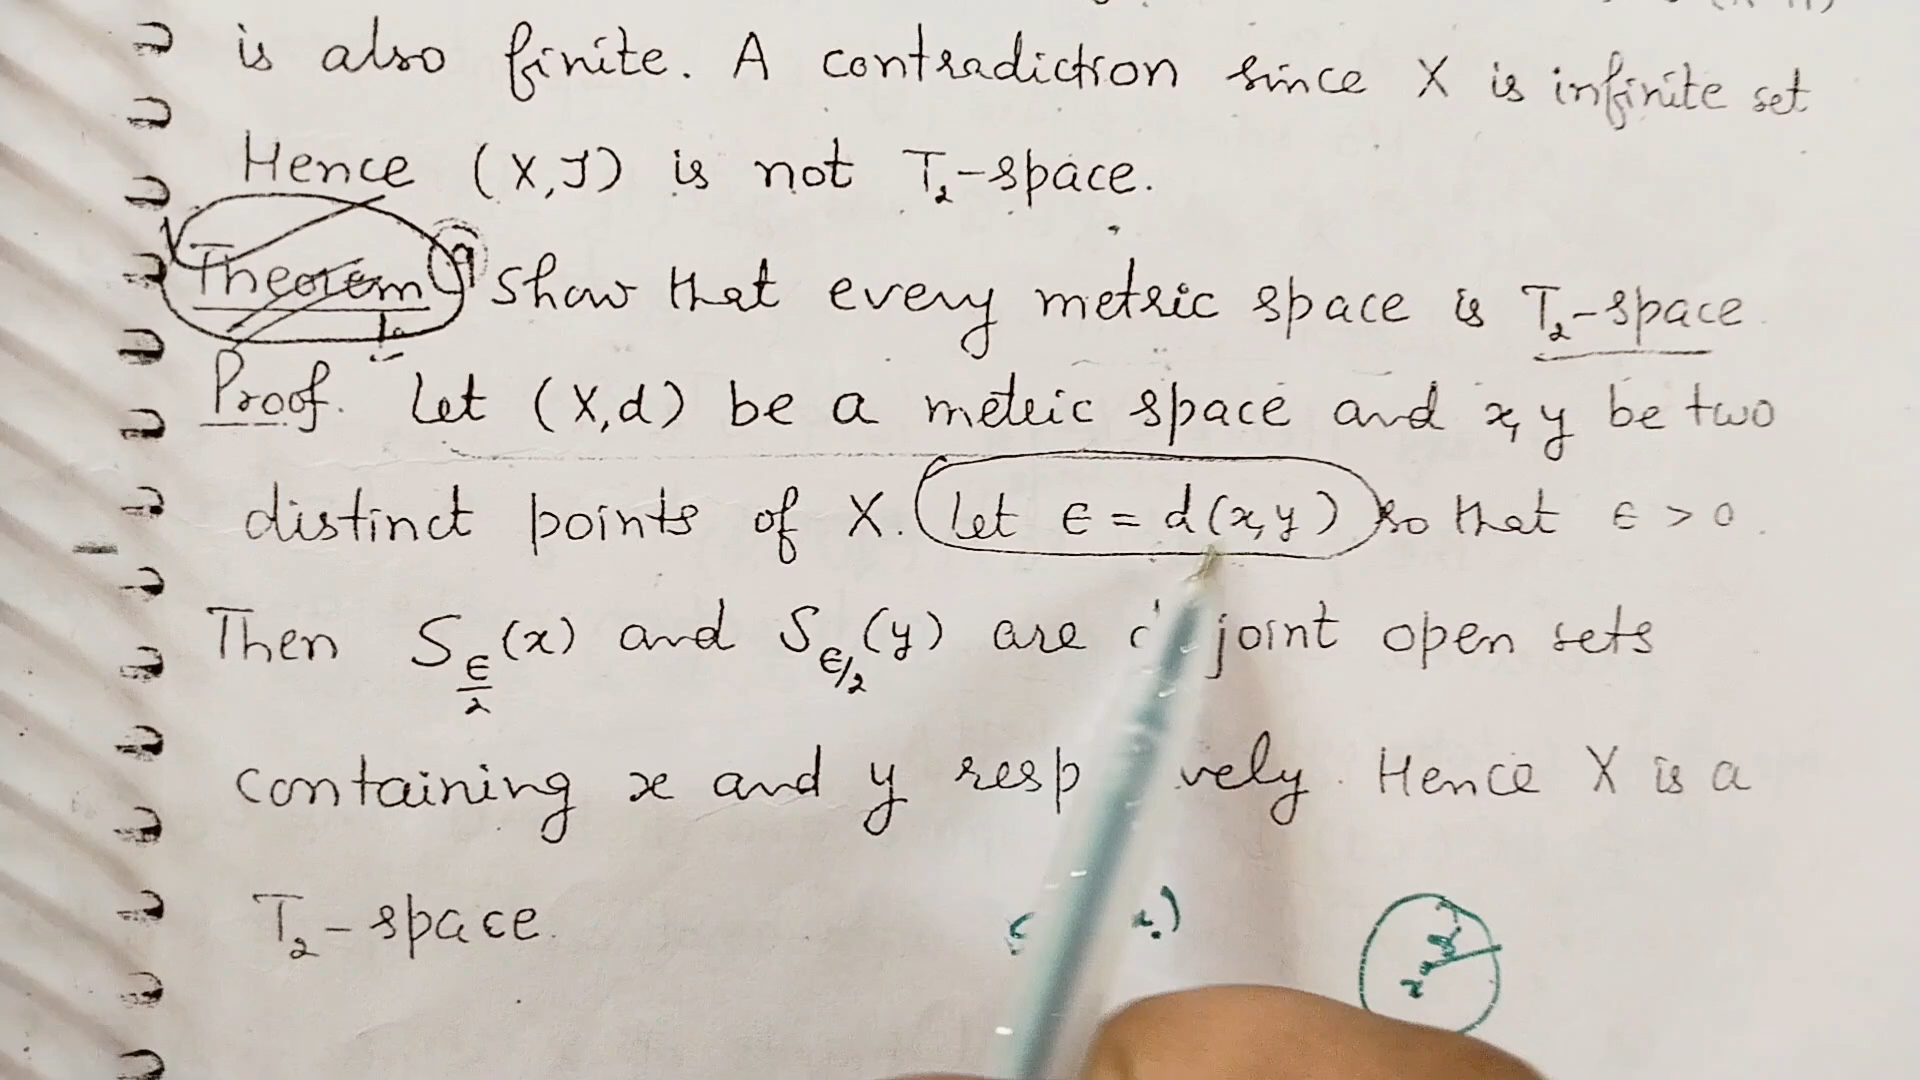 is also finite. A contradiction since X is infinite set
Hence (X,J) is not T₂-space.
Theorem 9 Show that every metric space is T₂-space
Proof. Let (X,d) be a metric space and x, y be two
distinct points of X. Let ϵ = d(x,y) so that ϵ > 0.
Then S_{ϵ/2}(x) and S_{ϵ/2}(y) are joint open sets
containing x and y resp vely. Hence X is a
T₂-space.